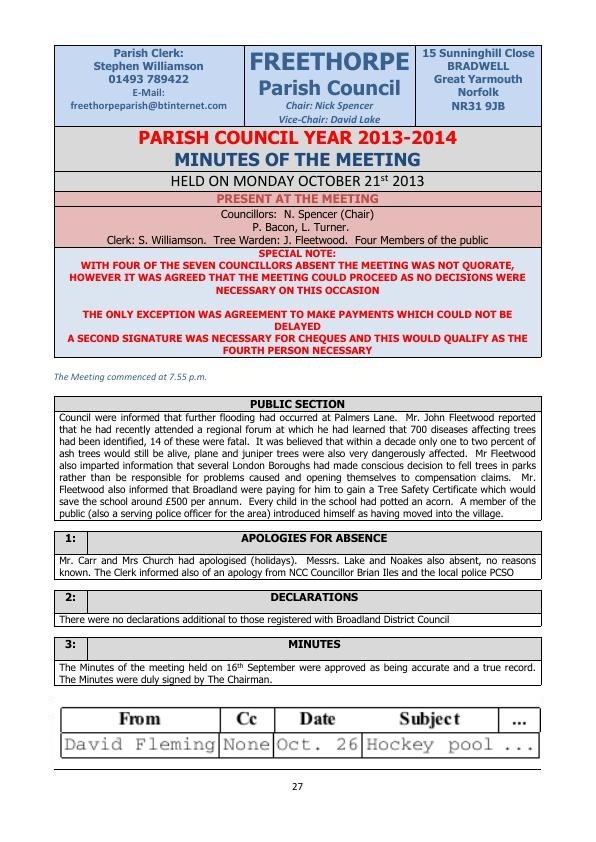 Parish Clerk:
Stephen Williamson
01493 789422
E-Mail:
freethorpeparish@btinternet.com
FREETHORPE
Parish Council
Chair: Nick Spencer
Vice-Chair: David Lake
15 Sunninghill Close
BRADWELL
Great Yarmouth
Norfolk
NR31 9JB
PARISH COUNCIL YEAR 2013-2014
MINUTES OF THE MEETING
HELD ON MONDAY OCTOBER 21st 2013
PRESENT AT THE MEETING
Councillors: N. Spencer (Chair)
P. Bacon, L. Turner.
Clerk: S. Williamson. Tree Warden: J. Fleetwood. Four Members of the public
SPECIAL NOTE:
WITH FOUR OF THE SEVEN COUNCILLORS ABSENT THE MEETING WAS NOT QUORATE,
HOWEVER IT WAS AGREED THAT THE MEETING COULD PROCEED AS NO DECISIONS WERE
NECESSARY ON THIS OCCASION
THE ONLY EXCEPTION WAS AGREEMENT TO MAKE PAYMENTS WHICH COULD NOT BE
DELAYED
A SECOND SIGNATURE WAS NECESSARY FOR CHEQUES AND THIS WOULD QUALIFY AS THE
FOURTH PERSON NECESSARY
The Meeting commenced at 7.55 p.m.
PUBLIC SECTION
Council were informed that further flooding had occurred at Palmers Lane. Mr. John Fleetwood reported
that he had recently attended a regional forum at which he had learned that 700 diseases affecting trees
had been identified, 14 of these were fatal. It was believed that within a decade only one to two percent of
ash trees would still be alive, plane and juniper trees were also very dangerously affected. Mr Fleetwood
also imparted information that several London Boroughs had made conscious decision to fell trees in parks
rather than be responsible for problems caused and opening themselves to compensation claims. Mr.
Fleetwood also informed that Broadland were paying for him to gain a Tree Safety Certificate which would
save the school around £500 per annum. Every child in the school had potted an acorn. A member of the
public (also a serving police officer for the area) introduced himself as having moved into the village.
1: APOLOGIES FOR ABSENCE
Mr. Carr and Mrs Church had apologised (holidays). Messrs. Lake and Noakes also absent, no reasons
known. The Clerk informed also of an apology from NCC Councillor Brian Iles and the local police PCSO
2: DECLARATIONS
There were no declarations additional to those registered with Broadland District Council
3: MINUTES
The Minutes of the meeting held on 16th September were approved as being accurate and a true record.
The Minutes were duly signed by The Chairman.
From Cc Date Subject ...
David Fleming None Oct. 26 Hockey pool ...
27